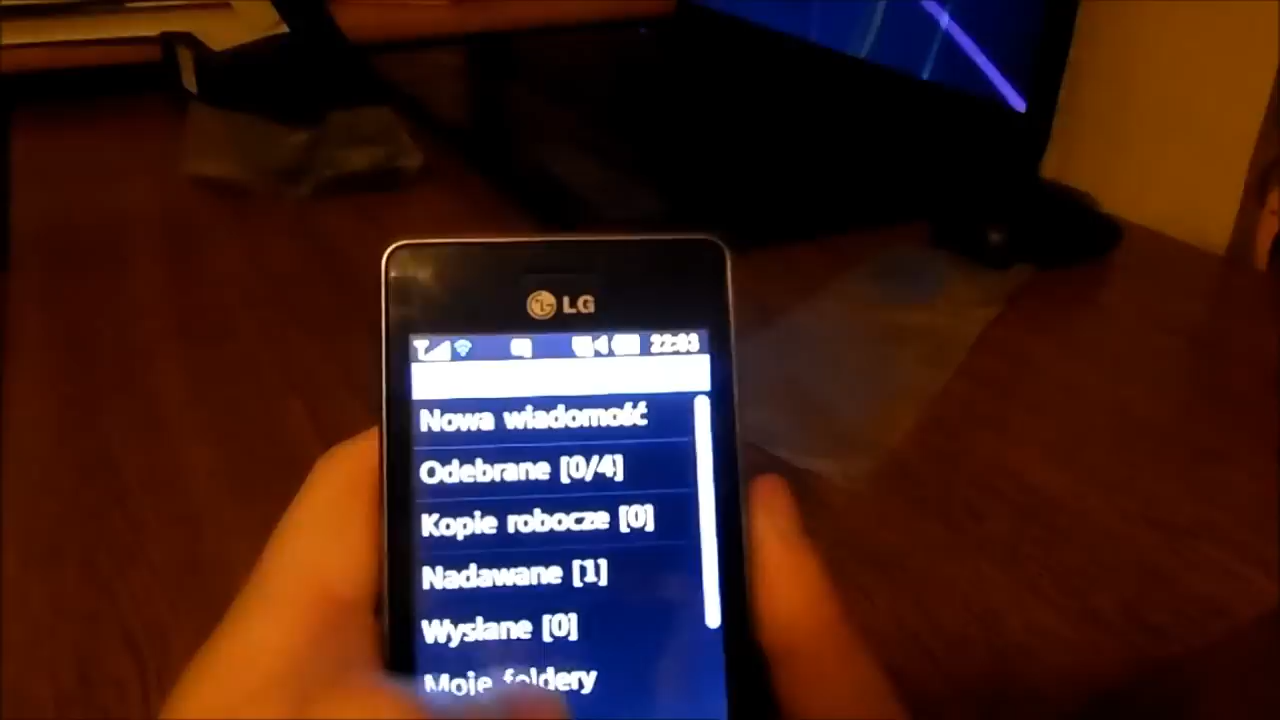 LG
22:03
Nowa wiadomość
Odebrane [0/4]
Kopie robocze [0]
Nadawane [1]
Wysłane [0]
Moje foldery